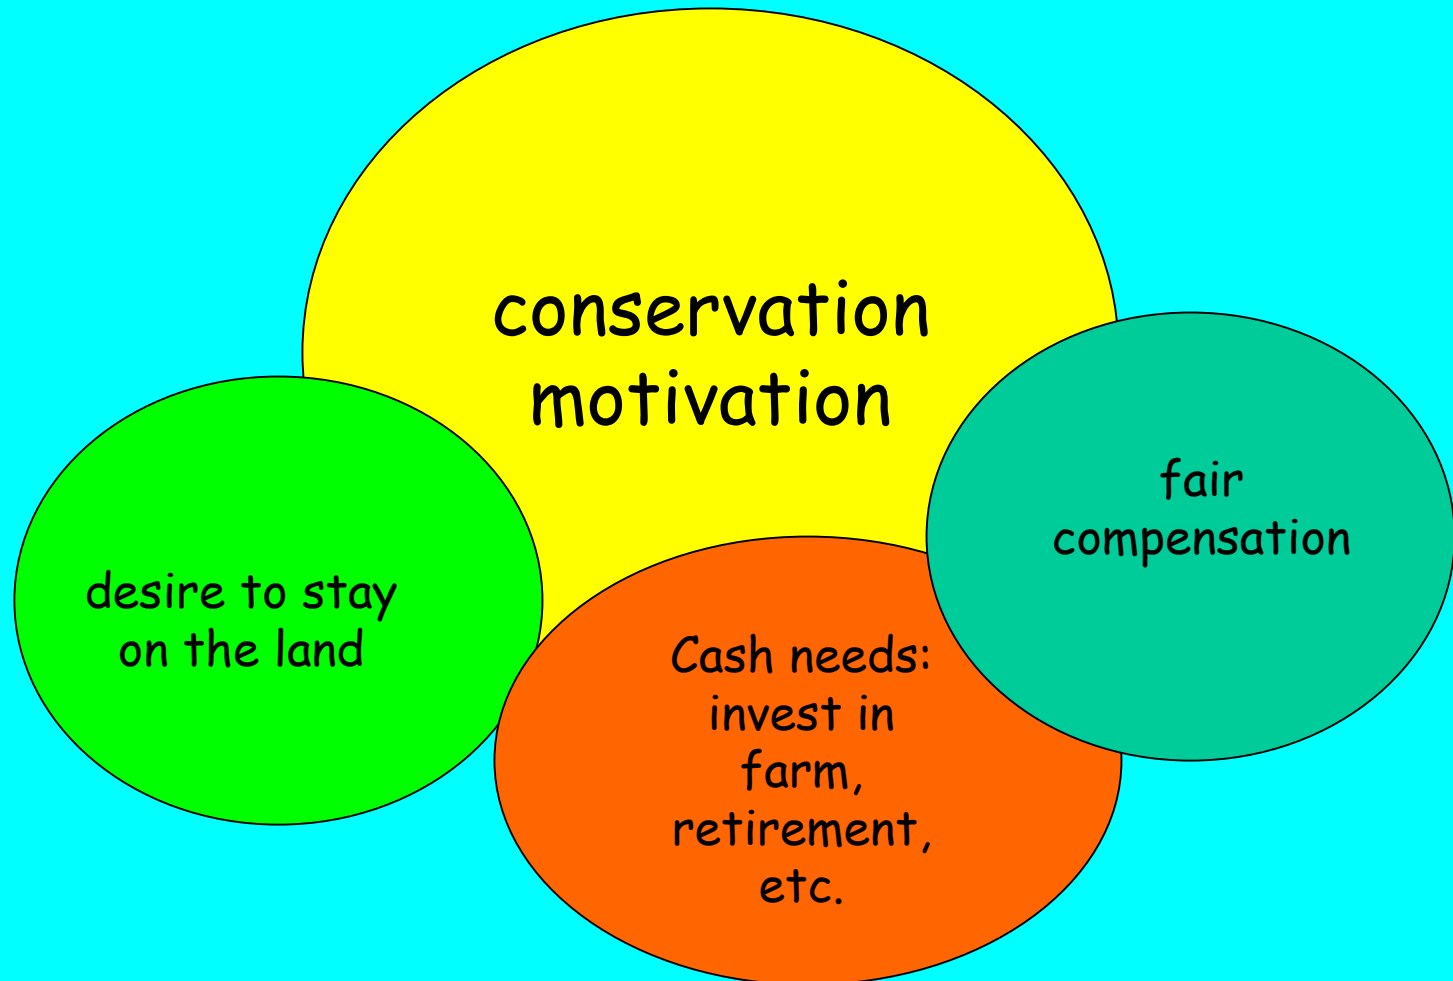 conservation
motivation
desire to stay
on the land
Cash needs:
invest in
farm,
retirement,
etc.
fair
compensation